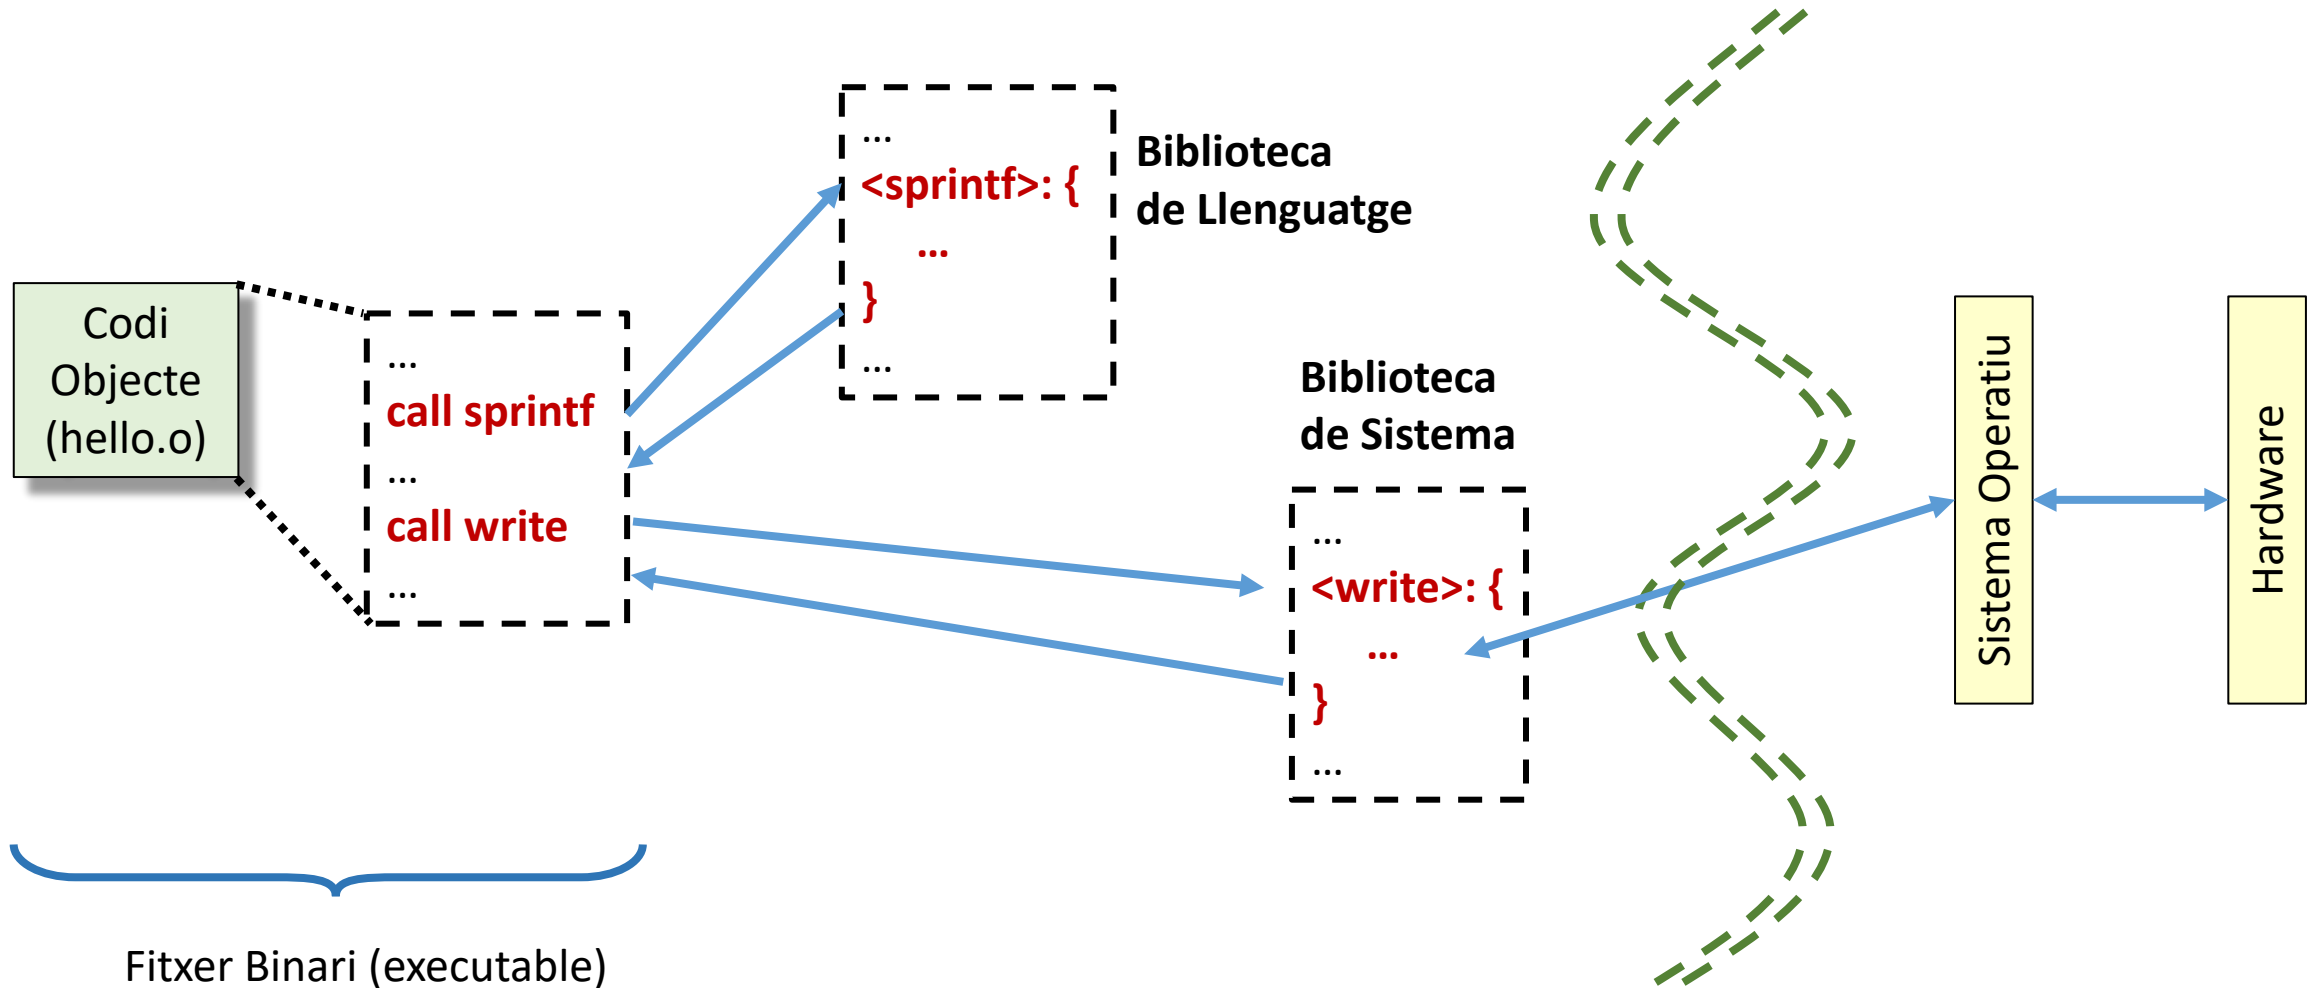 Codi
Objecte
(hello.o)
...
call sprintf
...
call write
...
...
<sprintf>: {
...
}
...
Biblioteca
de Llenguatge
Biblioteca
de Sistema
...
<write>: {
...
}
...
Sistema Operatiu
Hardware
Fitxer Binari (executable)